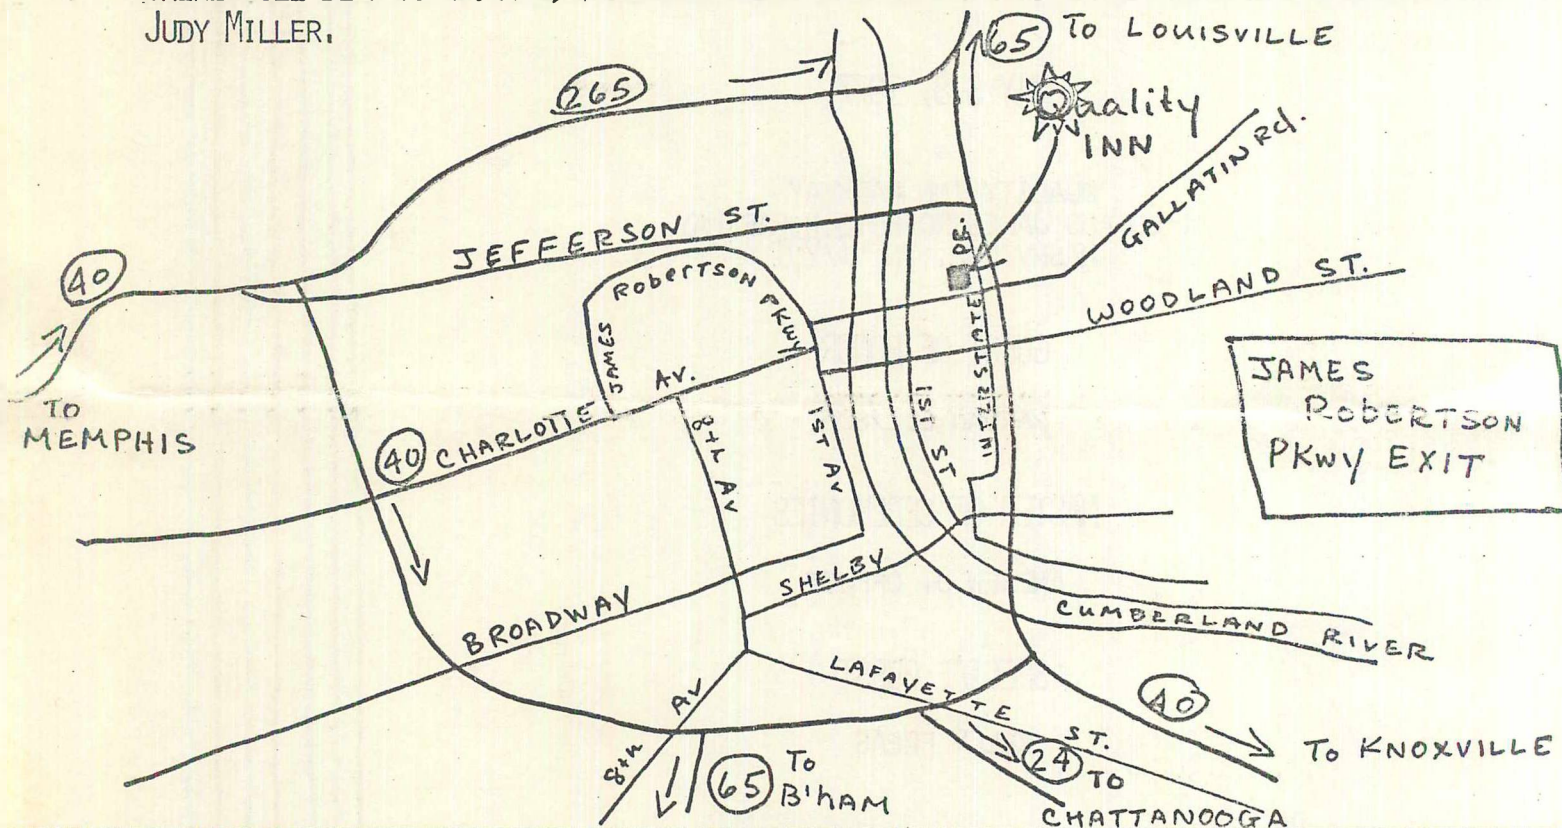 JUDY MILLER.
65 TO LOUISVILLE
265
Quality
INN
GALLATIN Rd.
JEFFERSON ST.
40
TO
MEMPHIS
JAMES RObERTSON PKwy
INTERSTATE DR.
WOODLAND ST.
JAMES
RObERTSON
PKwy EXIT
40 CHARLOTTE AV.
8th AV
1ST AV
1ST ST
BROADWAY
SHELBY
CUMBERLAND RIVER
LAFAYETTE ST.
8th AV
40
TO KNOXVILLE
65 To
B'hAM
24 TO
CHATTANOOGA